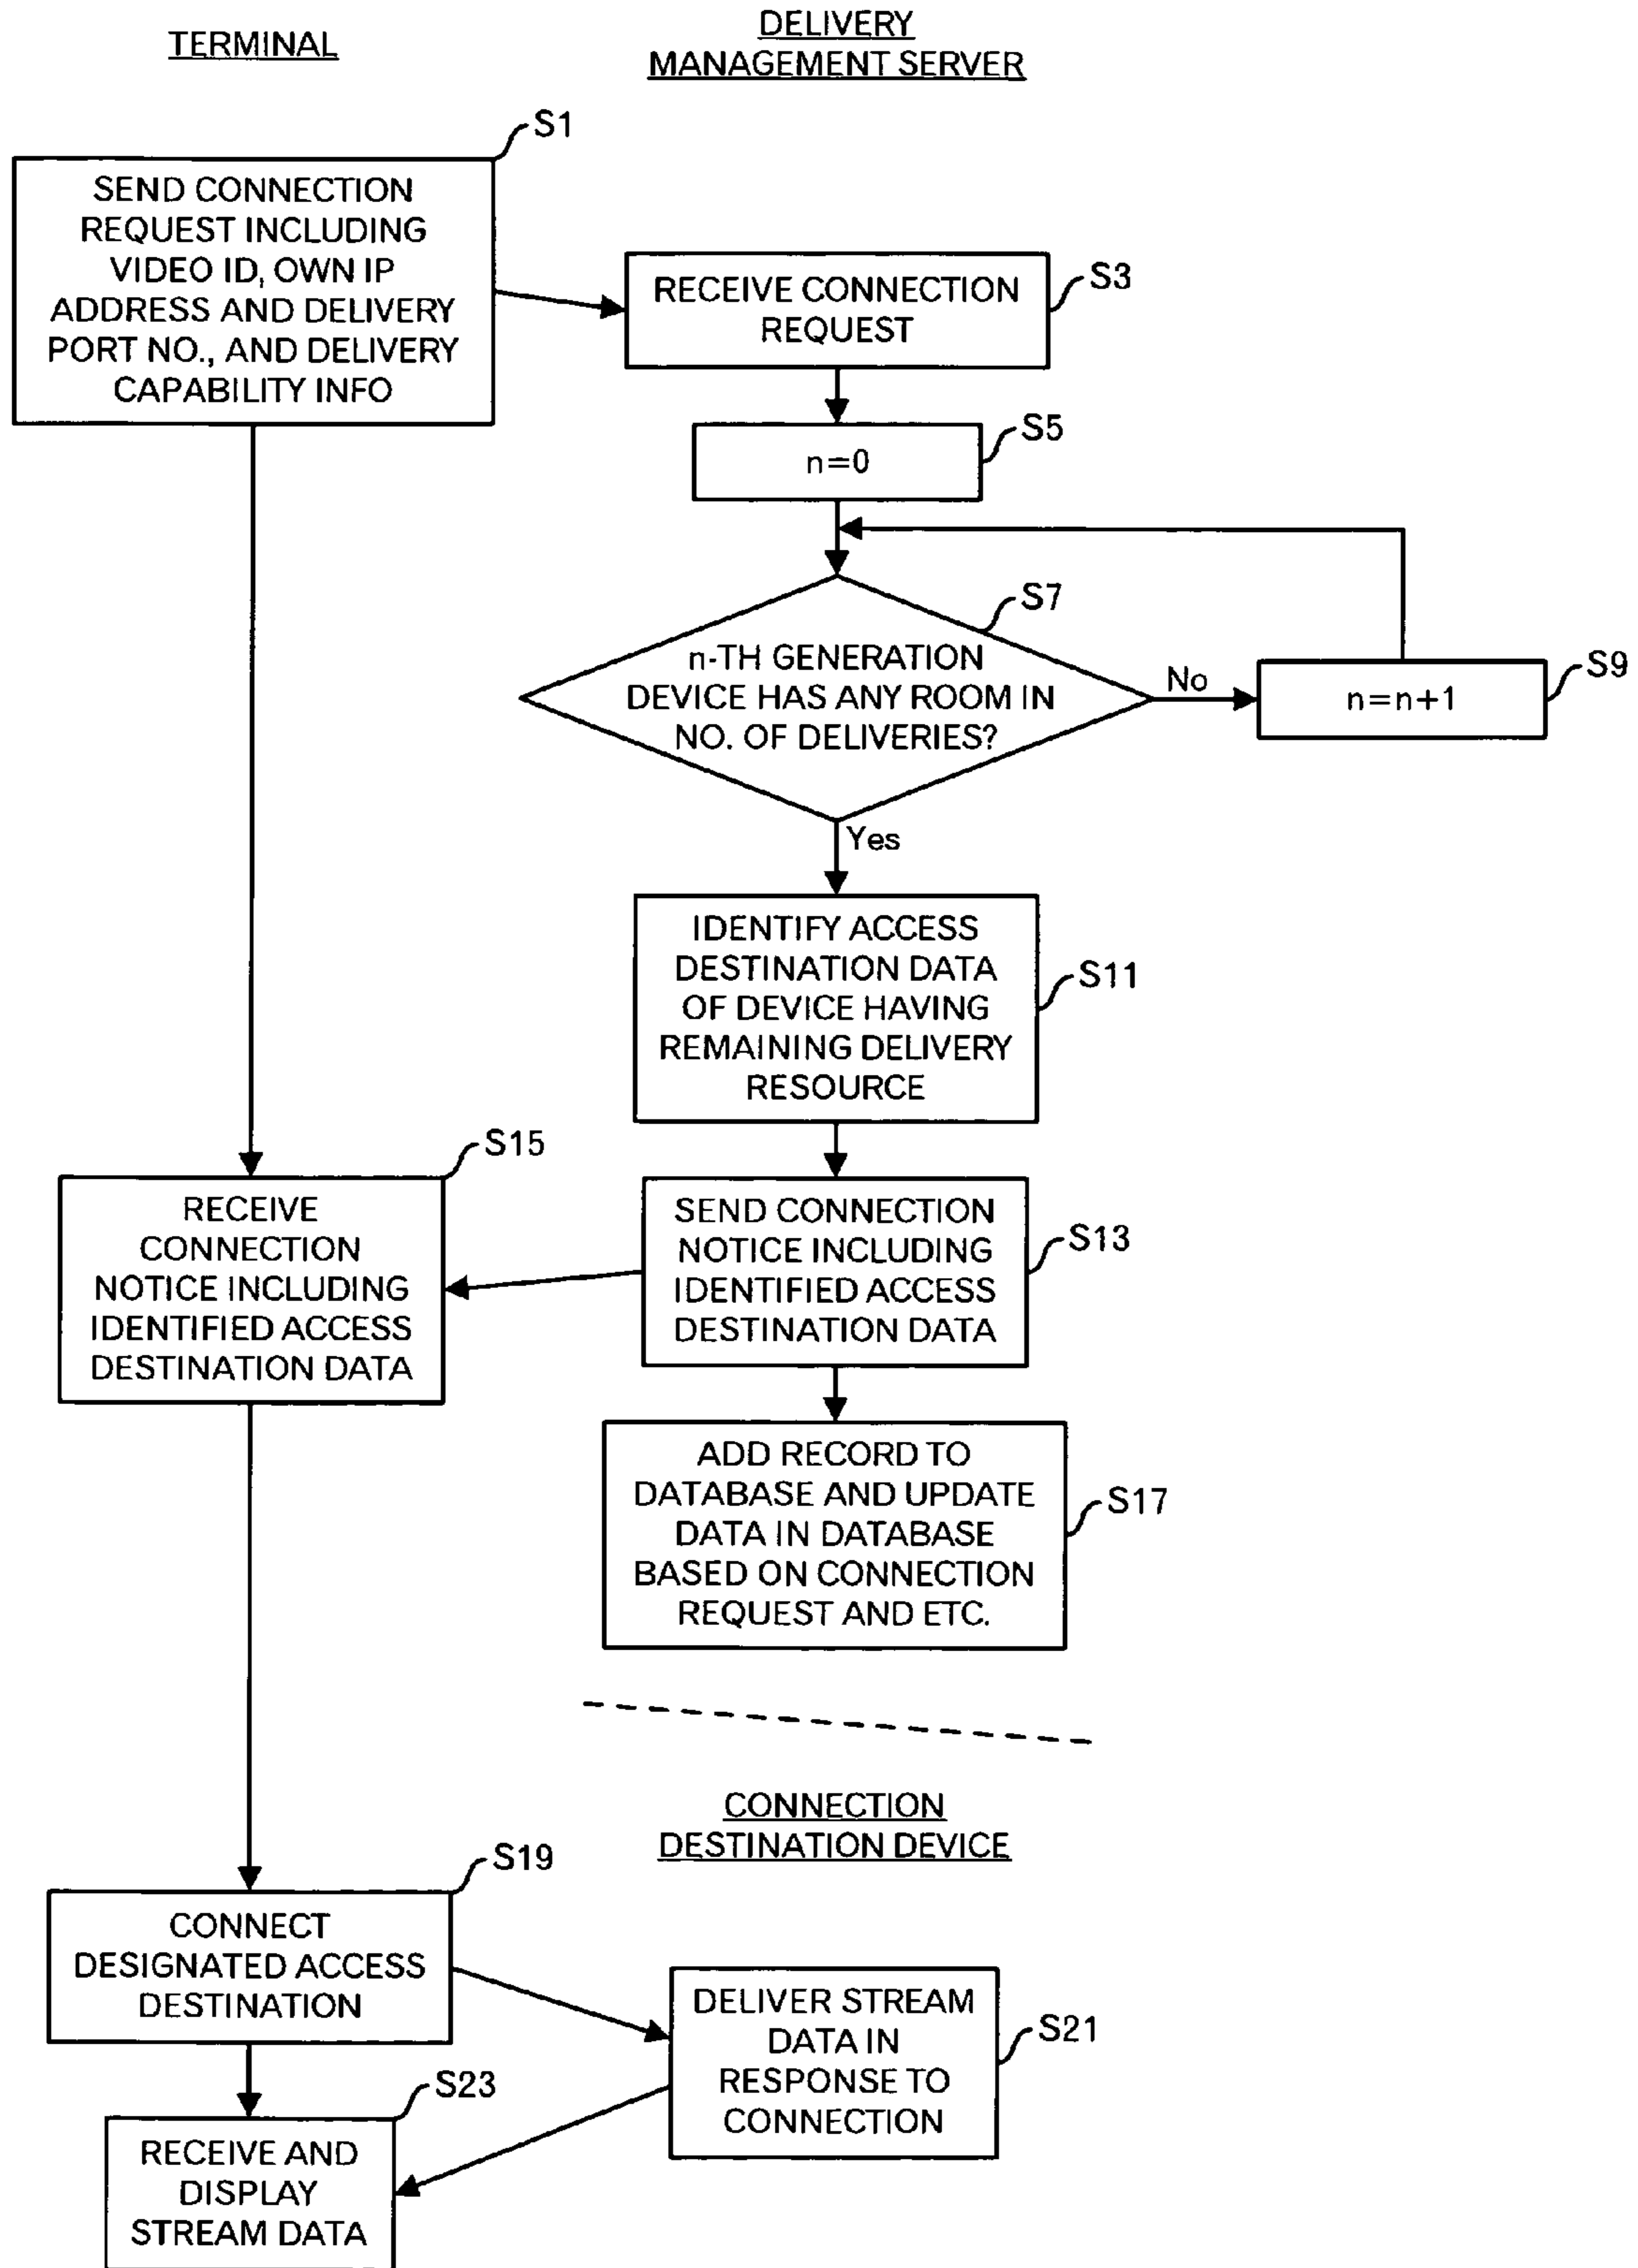 TERMINAL
DELIVERY
MANAGEMENT SERVER
S1
SEND CONNECTION
REQUEST INCLUDING
VIDEO ID, OWN IP
ADDRESS AND DELIVERY
PORT NO., AND DELIVERY
CAPABILITY INFO
S3
RECEIVE CONNECTION
REQUEST
S5
n=0
S7
n-TH GENERATION
DEVICE HAS ANY ROOM IN
NO. OF DELIVERIES?
No
S9
n=n+1
Yes
S11
IDENTIFY ACCESS
DESTINATION DATA
OF DEVICE HAVING
REMAINING DELIVERY
RESOURCE
S15
RECEIVE
CONNECTION
NOTICE INCLUDING
IDENTIFIED ACCESS
DESTINATION DATA
S13
SEND CONNECTION
NOTICE INCLUDING
IDENTIFIED ACCESS
DESTINATION DATA
S17
ADD RECORD TO
DATABASE AND UPDATE
DATA IN DATABASE
BASED ON CONNECTION
REQUEST AND ETC.
CONNECTION
DESTINATION DEVICE
S19
CONNECT
DESIGNATED ACCESS
DESTINATION
S21
DELIVER STREAM
DATA IN
RESPONSE TO
CONNECTION
S23
RECEIVE AND
DISPLAY
STREAM DATA